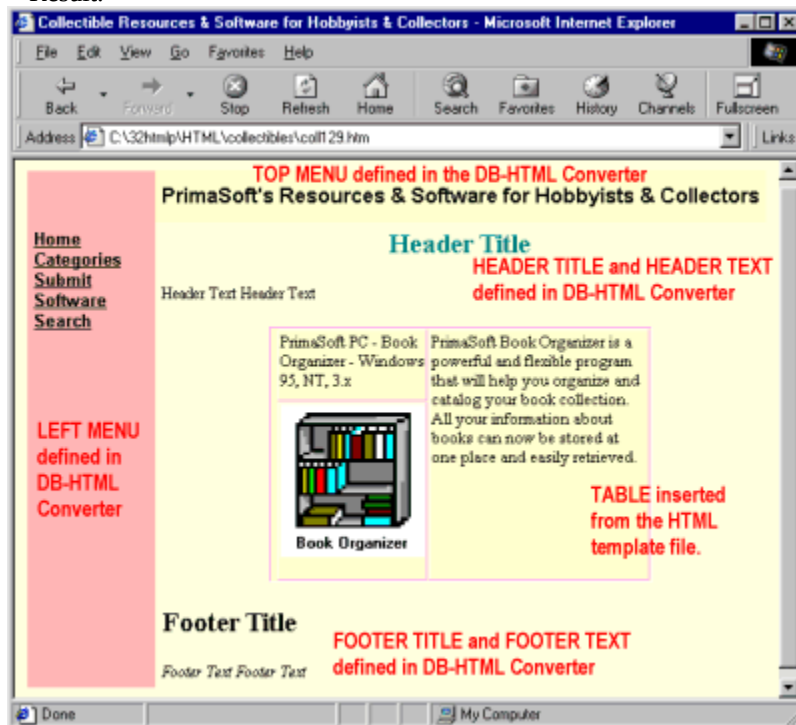 Result:
Collectible Resources & Software for Hobbyists & Collectors - Microsoft Internet Explorer
File Edit View Go Favorites Help
Back Forward Stop Refresh Home Search Favorites History Channels Fullscreen
Address C:\32htmlp\HTML\collectibles\coll129.htm Links
TOP MENU defined in the DB-HTML Converter
PrimaSoft's Resources & Software for Hobbyists & Collectors
Home
Categories
Submit
Software
Search
LEFT MENU
defined in
DB-HTML
Converter
Header Title
HEADER TITLE and HEADER TEXT
defined in DB-HTML Converter
Header Text Header Text
PrimaSoft PC - Book
Organizer - Windows
95, NT, 3.x
Book Organizer
PrimaSoft Book Organizer is a
powerful and flexible program
that will help you organize and
catalog your book collection.
All your information about
books can now be stored at
one place and easily retrieved.
TABLE inserted
from the HTML
template file.
Footer Title
FOOTER TITLE and FOOTER TEXT
defined in DB-HTML Converter
Footer Text Footer Text
Done My Computer